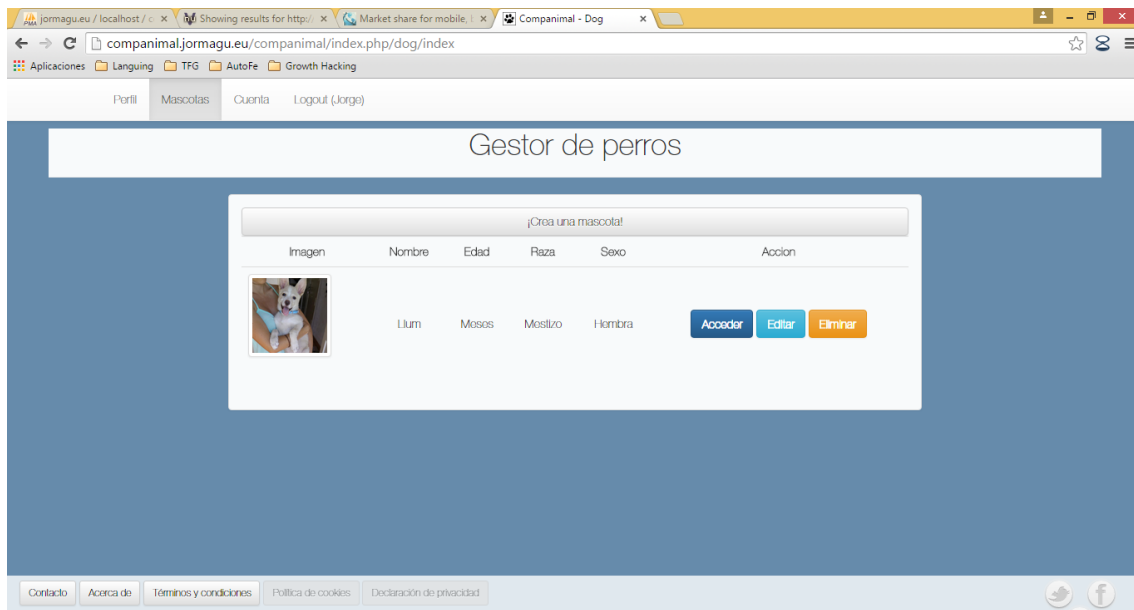 jormagu.eu / localhost / c
Showing results for http:/
Market share for mobile,
Companimal - Dog
companimal.jormagu.eu/companimal/index.php/dog/index
Aplicaciones Languing TFG AutoFe Growth Hacking
Perfil Mascotas Cuenta Logout (Jorge)
Gestor de perros
¡Crea una mascota!
Imagen Nombre Edad Raza Sexo Accion
Llum Meses Mestizo Hembra Acceder Editar Eliminar
Contacto Acerca de Términos y condiciones Política de cookies Declaración de privacidad